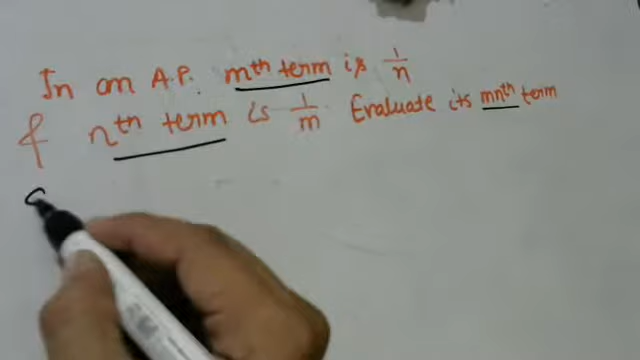 In an A.P. mth term is 1/n
& nth term is 1/m. Evaluate its mnth term